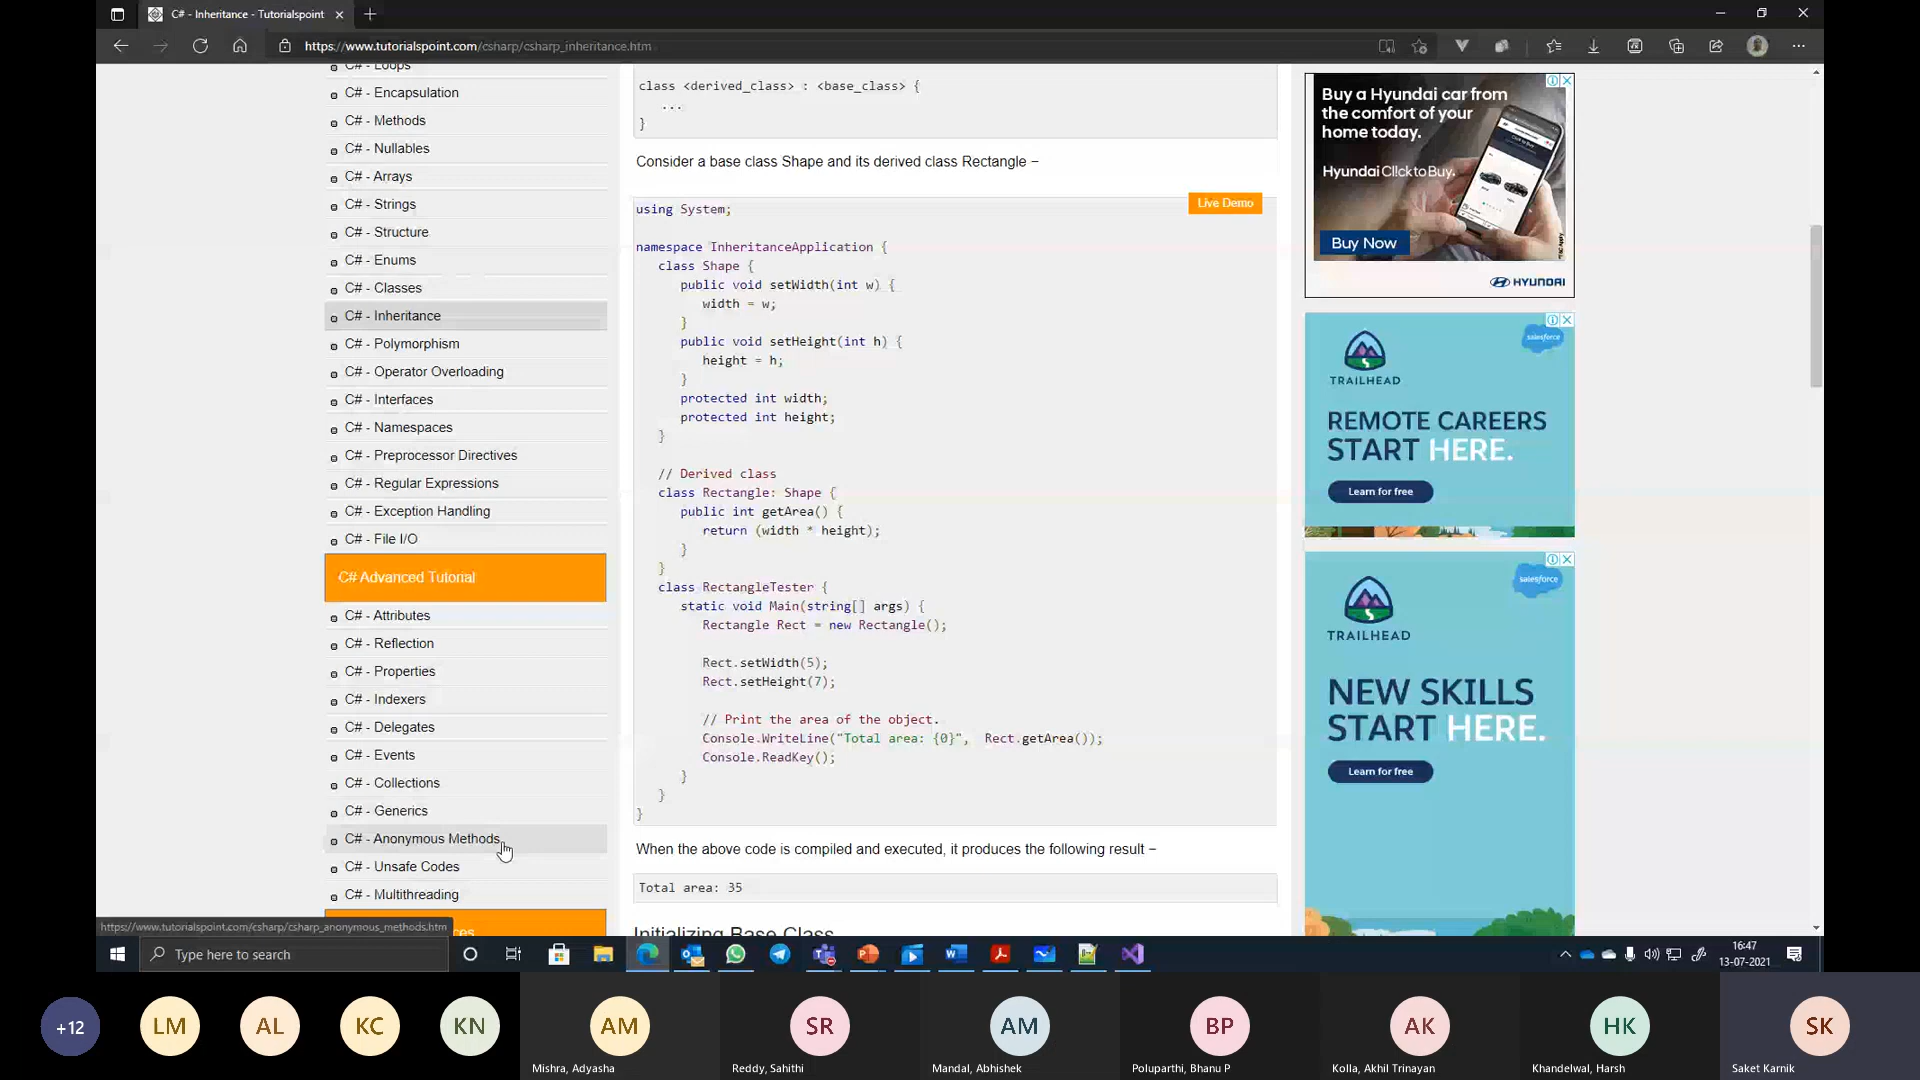 C# - Inheritance - Tutorialspoint
https://www.tutorialspoint.com/csharp/csharp_inheritance.htm
C# - Loops
C# - Encapsulation
C# - Methods
C# - Nullables
C# - Arrays
C# - Strings
C# - Structure
C# - Enums
C# - Classes
C# - Inheritance
C# - Polymorphism
C# - Operator Overloading
C# - Interfaces
C# - Namespaces
C# - Preprocessor Directives
C# - Regular Expressions
C# - Exception Handling
C# - File I/O
C# Advanced Tutorial
C# - Attributes
C# - Reflection
C# - Properties
C# - Indexers
C# - Delegates
C# - Events
C# - Collections
C# - Generics
C# - Anonymous Methods
C# - Unsafe Codes
C# - Multithreading
https://www.tutorialspoint.com/csharp/csharp_anonymous_methods.htm
class <derived_class> : <base_class> {
...
}
Consider a base class Shape and its derived class Rectangle −
Live Demo
using System;
namespace InheritanceApplication {
class Shape {
public void setWidth(int w) {
width = w;
}
public void setHeight(int h) {
height = h;
}
protected int width;
protected int height;
}
// Derived class
class Rectangle: Shape {
public int getArea() {
return (width * height);
}
}
class RectangleTester {
static void Main(string[] args) {
Rectangle Rect = new Rectangle();
Rect.setWidth(5);
Rect.setHeight(7);
// Print the area of the object.
Console.WriteLine("Total area: {0}",  Rect.getArea());
Console.ReadKey();
}
}
}
When the above code is compiled and executed, it produces the following result −
Total area: 35
Initializing Base Class
Buy a Hyundai car from
the comfort of your
home today.
Hyundai Cl!cktoBuy.
Buy Now
HYUNDAI
salesforce
TRAILHEAD
REMOTE CAREERS
START HERE.
Learn for free
salesforce
TRAILHEAD
NEW SKILLS
START HERE.
Learn for free
Type here to search
16:47
13-07-2021
+12
LM
AL
KC
KN
AM
Mishra, Adyasha
SR
Reddy, Sahithi
AM
Mandal, Abhishek
BP
Poluparthi, Bhanu P
AK
Kolla, Akhil Trinayan
HK
Khandelwal, Harsh
SK
Saket Karnik